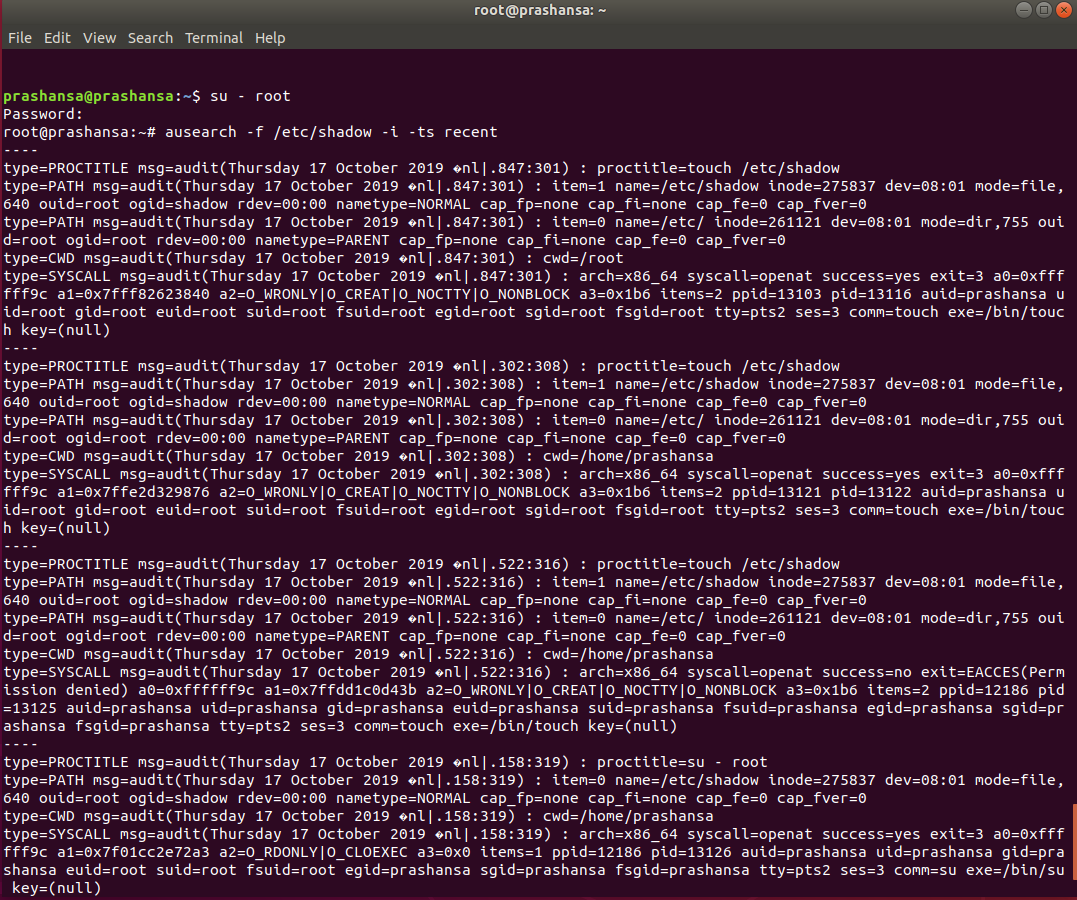 root@prashansa: ~
File Edit View Search Terminal Help
prashansa@prashansa:~$ su - root
Password:
root@prashansa:~# ausearch -f /etc/shadow -i -ts recent
----
type=PROCTITLE msg=audit(Thursday 17 October 2019 �nl|.847:301) : proctitle=touch /etc/shadow
type=PATH msg=audit(Thursday 17 October 2019 �nl|.847:301) : item=1 name=/etc/shadow inode=275837 dev=08:01 mode=file,
640 ouid=root ogid=shadow rdev=00:00 nametype=NORMAL cap_fp=none cap_fi=none cap_fe=0 cap_fver=0
type=PATH msg=audit(Thursday 17 October 2019 �nl|.847:301) : item=0 name=/etc/ inode=261121 dev=08:01 mode=dir,755 oui
d=root ogid=root rdev=00:00 nametype=PARENT cap_fp=none cap_fi=none cap_fe=0 cap_fver=0
type=CWD msg=audit(Thursday 17 October 2019 �nl|.847:301) : cwd=/root
type=SYSCALL msg=audit(Thursday 17 October 2019 �nl|.847:301) : arch=x86_64 syscall=openat success=yes exit=3 a0=0xfff
fff9c a1=0x7fff82623840 a2=O_WRONLY|O_CREAT|O_NOCTTY|O_NONBLOCK a3=0x1b6 items=2 ppid=13103 pid=13116 auid=prashansa u
id=root gid=root euid=root suid=root fsuid=root egid=root sgid=root fsgid=root tty=pts2 ses=3 comm=touch exe=/bin/touc
h key=(null)
----
type=PROCTITLE msg=audit(Thursday 17 October 2019 �nl|.302:308) : proctitle=touch /etc/shadow
type=PATH msg=audit(Thursday 17 October 2019 �nl|.302:308) : item=1 name=/etc/shadow inode=275837 dev=08:01 mode=file,
640 ouid=root ogid=shadow rdev=00:00 nametype=NORMAL cap_fp=none cap_fi=none cap_fe=0 cap_fver=0
type=PATH msg=audit(Thursday 17 October 2019 �nl|.302:308) : item=0 name=/etc/ inode=261121 dev=08:01 mode=dir,755 oui
d=root ogid=root rdev=00:00 nametype=PARENT cap_fp=none cap_fi=none cap_fe=0 cap_fver=0
type=CWD msg=audit(Thursday 17 October 2019 �nl|.302:308) : cwd=/home/prashansa
type=SYSCALL msg=audit(Thursday 17 October 2019 �nl|.302:308) : arch=x86_64 syscall=openat success=yes exit=3 a0=0xfff
fff9c a1=0x7ffe2d329876 a2=O_WRONLY|O_CREAT|O_NOCTTY|O_NONBLOCK a3=0x1b6 items=2 ppid=13121 pid=13122 auid=prashansa u
id=root gid=root euid=root suid=root fsuid=root egid=root sgid=root fsgid=root tty=pts2 ses=3 comm=touch exe=/bin/touc
h key=(null)
----
type=PROCTITLE msg=audit(Thursday 17 October 2019 �nl|.522:316) : proctitle=touch /etc/shadow
type=PATH msg=audit(Thursday 17 October 2019 �nl|.522:316) : item=1 name=/etc/shadow inode=275837 dev=08:01 mode=file,
640 ouid=root ogid=shadow rdev=00:00 nametype=NORMAL cap_fp=none cap_fi=none cap_fe=0 cap_fver=0
type=PATH msg=audit(Thursday 17 October 2019 �nl|.522:316) : item=0 name=/etc/ inode=261121 dev=08:01 mode=dir,755 oui
d=root ogid=root rdev=00:00 nametype=PARENT cap_fp=none cap_fi=none cap_fe=0 cap_fver=0
type=CWD msg=audit(Thursday 17 October 2019 �nl|.522:316) : cwd=/home/prashansa
type=SYSCALL msg=audit(Thursday 17 October 2019 �nl|.522:316) : arch=x86_64 syscall=openat success=no exit=EACCES(Perm
ission denied) a0=0xffffff9c a1=0x7ffdd1c0d43b a2=O_WRONLY|O_CREAT|O_NOCTTY|O_NONBLOCK a3=0x1b6 items=2 ppid=12186 pid
=13125 auid=prashansa uid=prashansa gid=prashansa euid=prashansa suid=prashansa fsuid=prashansa egid=prashansa sgid=pr
ashansa fsgid=prashansa tty=pts2 ses=3 comm=touch exe=/bin/touch key=(null)
----
type=PROCTITLE msg=audit(Thursday 17 October 2019 �nl|.158:319) : proctitle=su - root
type=PATH msg=audit(Thursday 17 October 2019 �nl|.158:319) : item=0 name=/etc/shadow inode=275837 dev=08:01 mode=file,
640 ouid=root ogid=shadow rdev=00:00 nametype=NORMAL cap_fp=none cap_fi=none cap_fe=0 cap_fver=0
type=CWD msg=audit(Thursday 17 October 2019 �nl|.158:319) : cwd=/home/prashansa
type=SYSCALL msg=audit(Thursday 17 October 2019 �nl|.158:319) : arch=x86_64 syscall=openat success=yes exit=3 a0=0xfff
fff9c a1=0x7f01cc2e72a3 a2=O_RDONLY|O_CLOEXEC a3=0x0 items=1 ppid=12186 pid=13126 auid=prashansa uid=prashansa gid=pra
shansa euid=root suid=root fsuid=root egid=prashansa sgid=prashansa fsgid=prashansa tty=pts2 ses=3 comm=su exe=/bin/su
key=(null)